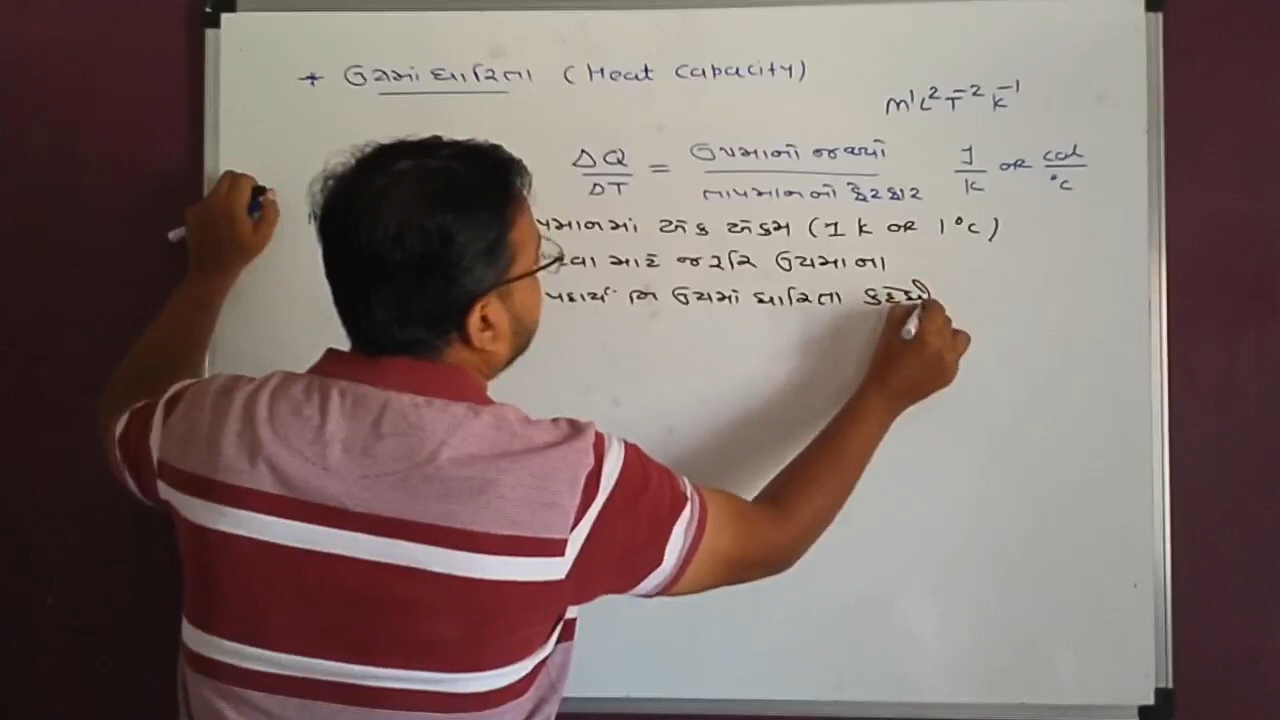 * ઉષ્માધારિતા (Heat Capacity)
M¹L²T⁻²K⁻¹
ΔQ/ΔT = ઉષ્માનો જથ્થો/તાપમાનનો ફેરફાર J/K OR cal/°C
પમાનમાં એક એકમ (1 K OR 1°C)
વા માટે જરૂરિ ઉષ્માના
પદાર્થ નિ ઉષ્માધારિતા કહે